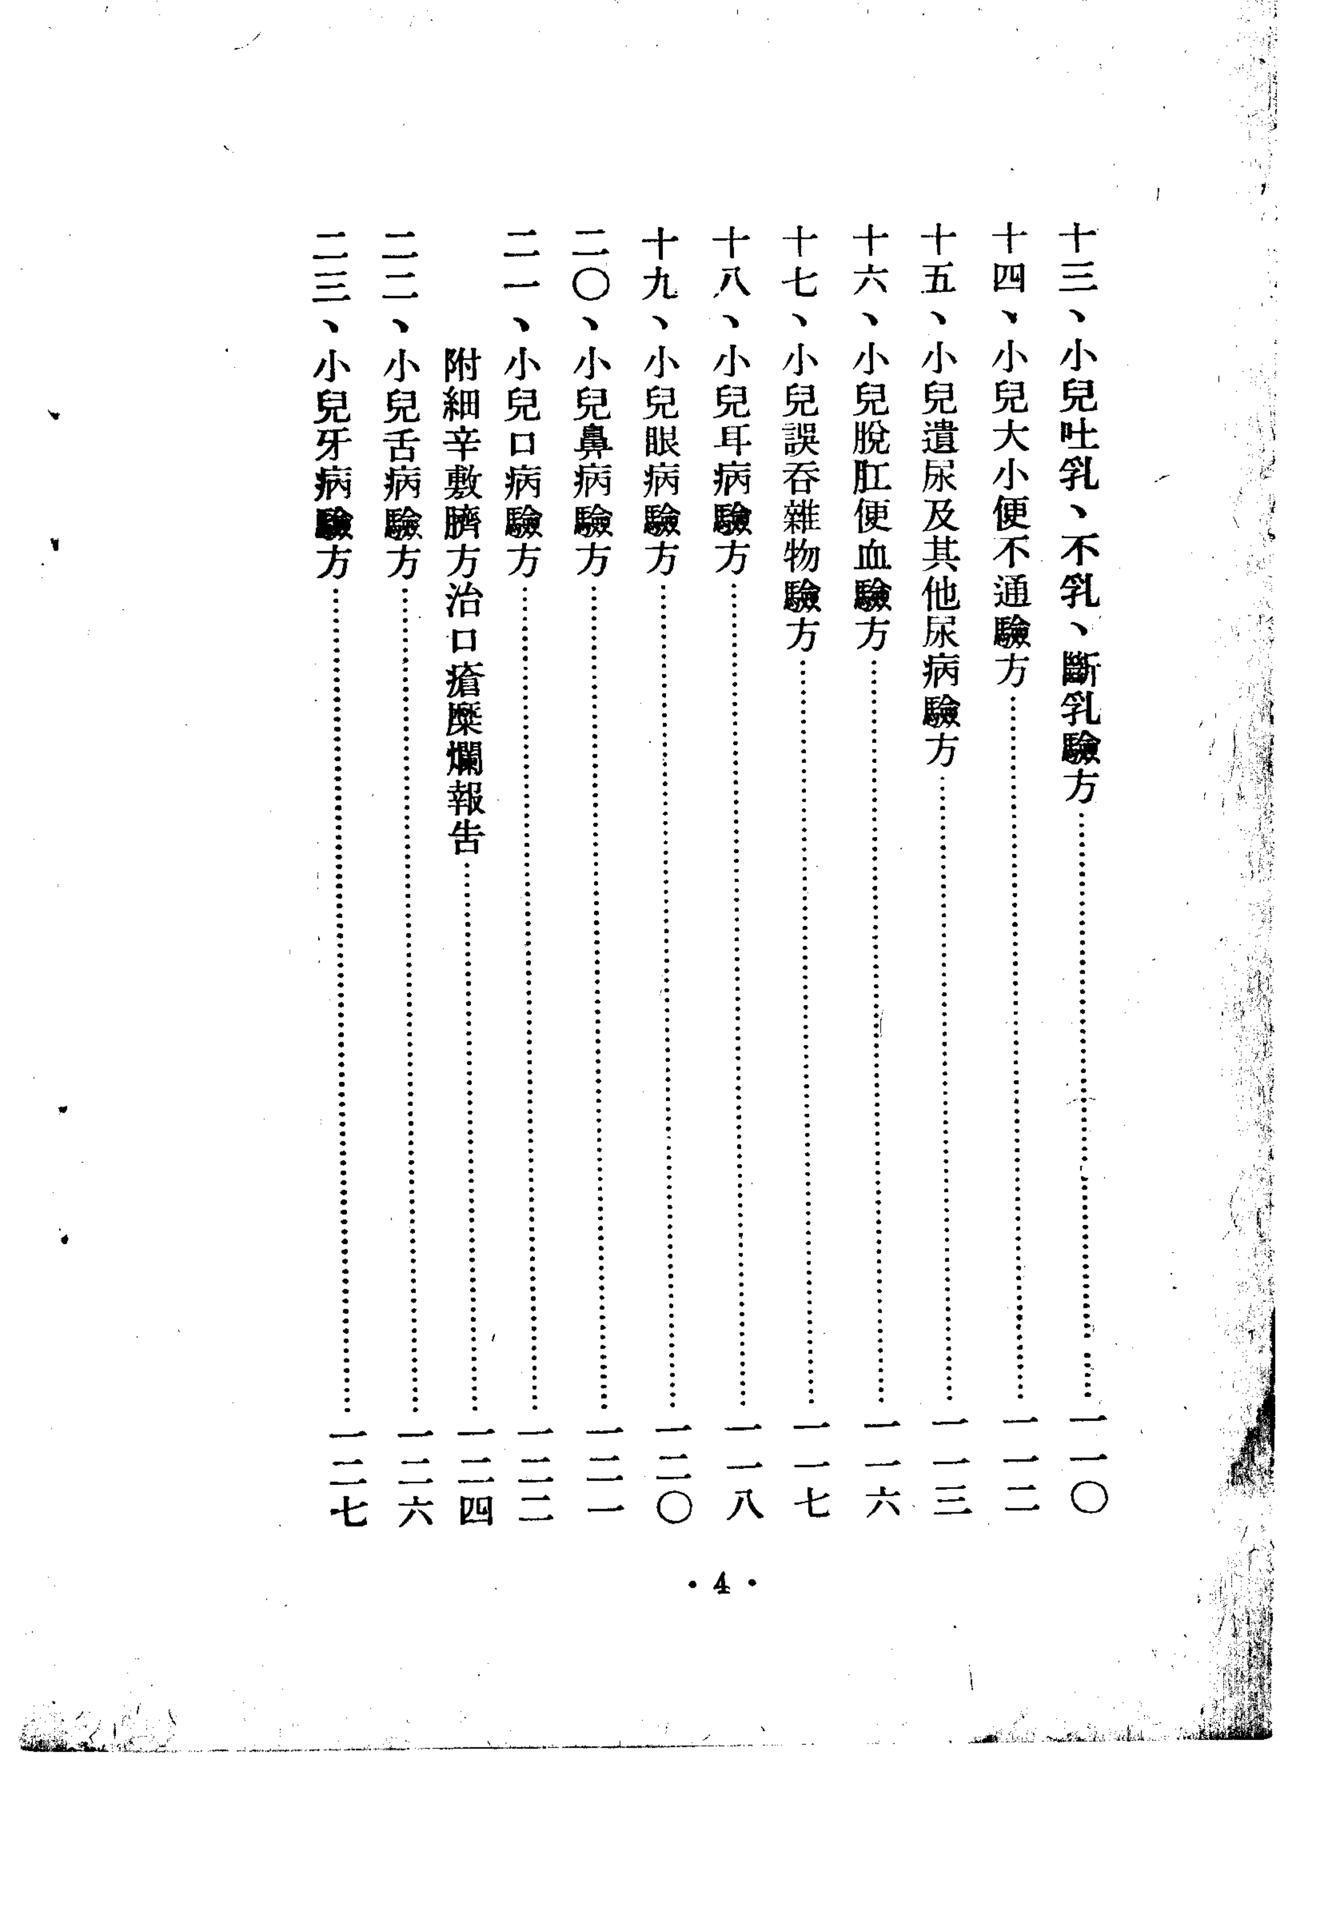 十三、小兒吐乳、不乳、斷乳驗方……一一〇
十四、小兒大小便不通驗方……一一二
十五、小兒遺尿及其他尿病驗方……一一三
十六、小兒脫肛便血驗方……一一六
十七、小兒誤吞雜物驗方……一一七
十八、小兒耳病驗方……一一八
十九、小兒眼病驗方……一二〇
二〇、小兒鼻病驗方……一二一
二一、小兒口病驗方……一二二
附細辛敷臍方治口瘡糜爛報告……一二四
二二、小兒舌病驗方……一二六
二三、小兒牙病驗方……一二七
·4·